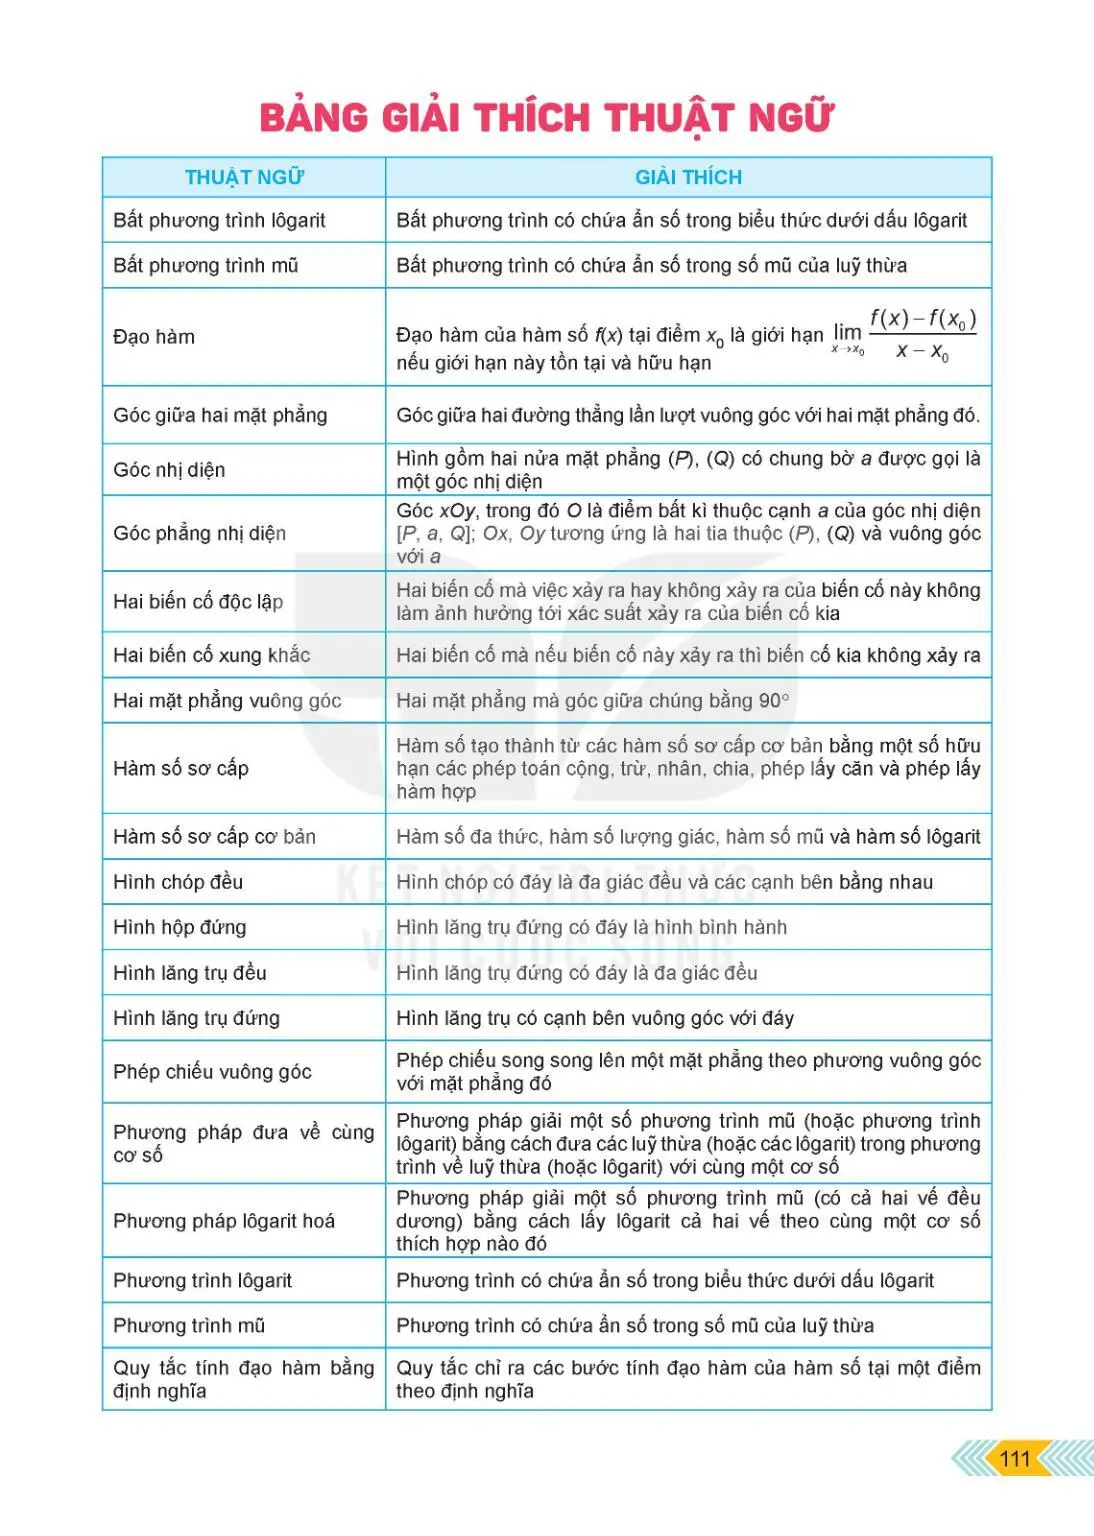 BẢNG GIẢI THÍCH THUẬT NGỮ
THUẬT NGỮ
GIẢI THÍCH
Bất phương trình lôgarit
Bất phương trình có chứa ẩn số trong biểu thức dưới dấu lôgarit
Bất phương trình mũ
Bất phương trình có chứa ẩn số trong số mũ của luỹ thừa
Đạo hàm
Đạo hàm của hàm số f(x) tại điểm x₀ là giới hạn lim x→x₀ (f(x) – f(x₀))/(x – x₀)
nếu giới hạn này tồn tại và hữu hạn
Góc giữa hai mặt phẳng
Góc giữa hai đường thẳng lần lượt vuông góc với hai mặt phẳng đó.
Góc nhị diện
Hình gồm hai nửa mặt phẳng (P), (Q) có chung bờ a được gọi là
một góc nhị diện
Góc phẳng nhị diện
Góc xOy, trong đó O là điểm bất kì thuộc cạnh a của góc nhị diện
[P, a, Q]; Ox, Oy tương ứng là hai tia thuộc (P), (Q) và vuông góc
với a
Hai biến cố độc lập
Hai biến cố mà việc xảy ra hay không xảy ra của biến cố này không
làm ảnh hưởng tới xác suất xảy ra của biến cố kia
Hai biến cố xung khắc
Hai biến cố mà nếu biến cố này xảy ra thì biến cố kia không xảy ra
Hai mặt phẳng vuông góc
Hai mặt phẳng mà góc giữa chúng bằng 90°
Hàm số sơ cấp
Hàm số tạo thành từ các hàm số sơ cấp cơ bản bằng một số hữu
hạn các phép toán cộng, trừ, nhân, chia, phép lấy căn và phép lấy
hàm hợp
Hàm số sơ cấp cơ bản
Hàm số đa thức, hàm số lượng giác, hàm số mũ và hàm số lôgarit
Hình chóp đều
Hình chóp có đáy là đa giác đều và các cạnh bên bằng nhau
KẾT NỐI TRI THỨC
Hình hộp đứng
Hình lăng trụ đứng có đáy là hình bình hành
VỚI CUỘC SỐNG
Hình lăng trụ đều
Hình lăng trụ đứng có đáy là đa giác đều
Hình lăng trụ đứng
Hình lăng trụ có cạnh bên vuông góc với đáy
Phép chiếu vuông góc
Phép chiếu song song lên một mặt phẳng theo phương vuông góc
với mặt phẳng đó
Phương pháp đưa về cùng
cơ số
Phương pháp giải một số phương trình mũ (hoặc phương trình
lôgarit) bằng cách đưa các luỹ thừa (hoặc các lôgarit) trong phương
trình về luỹ thừa (hoặc lôgarit) với cùng một cơ số
Phương pháp lôgarit hoá
Phương pháp giải một số phương trình mũ (có cả hai vế đều
dương) bằng cách lấy lôgarit cả hai vế theo cùng một cơ số
thích hợp nào đó
Phương trình lôgarit
Phương trình có chứa ẩn số trong biểu thức dưới dấu lôgarit
Phương trình mũ
Phương trình có chứa ẩn số trong số mũ của luỹ thừa
Quy tắc tính đạo hàm bằng
định nghĩa
Quy tắc chỉ ra các bước tính đạo hàm của hàm số tại một điểm
theo định nghĩa
111